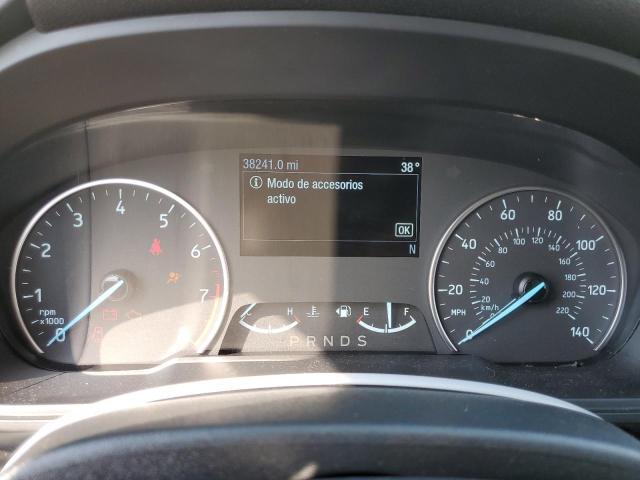 38241.0 mi 38°
Modo de accesorios
activo
OK
N
0 1 2 3 4 5 6 7
rpm
x1000
C H E F
P R N D S
0 20 40 60 80 100 120 140
MPH
20 40 60 80 100 120 140 160 180 200 220
km/h